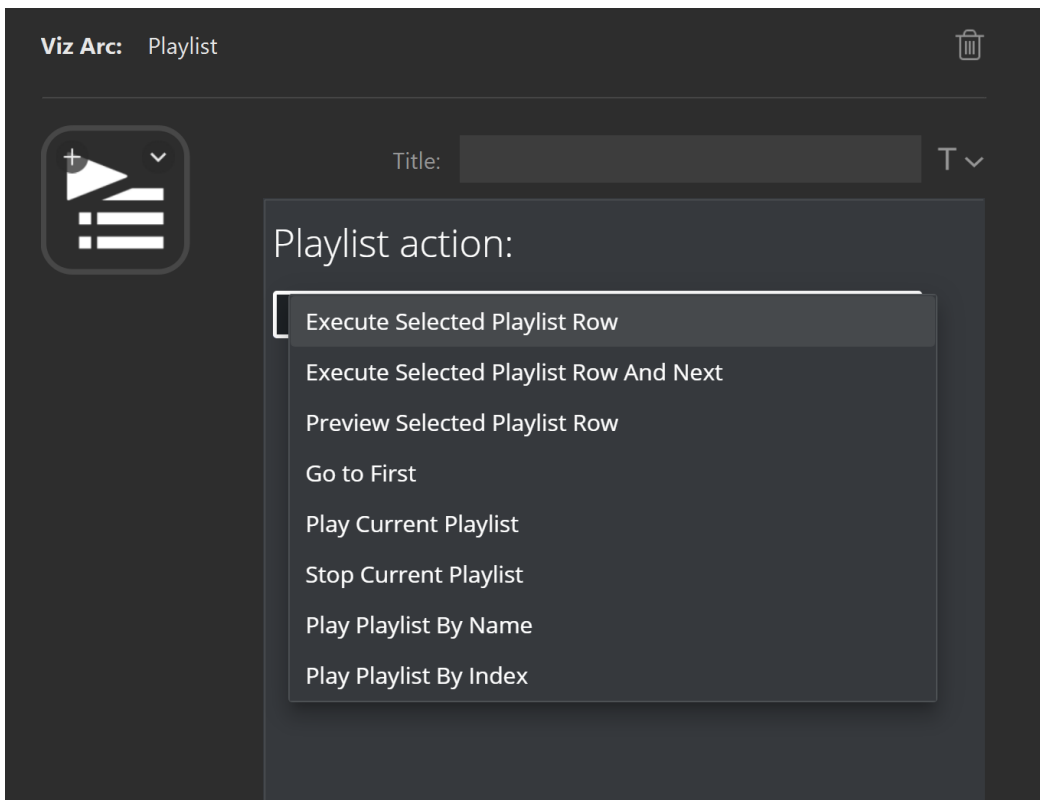 Viz Arc: Playlist
Title:
T
Playlist action:
Execute Selected Playlist Row
Execute Selected Playlist Row And Next
Preview Selected Playlist Row
Go to First
Play Current Playlist
Stop Current Playlist
Play Playlist By Name
Play Playlist By Index